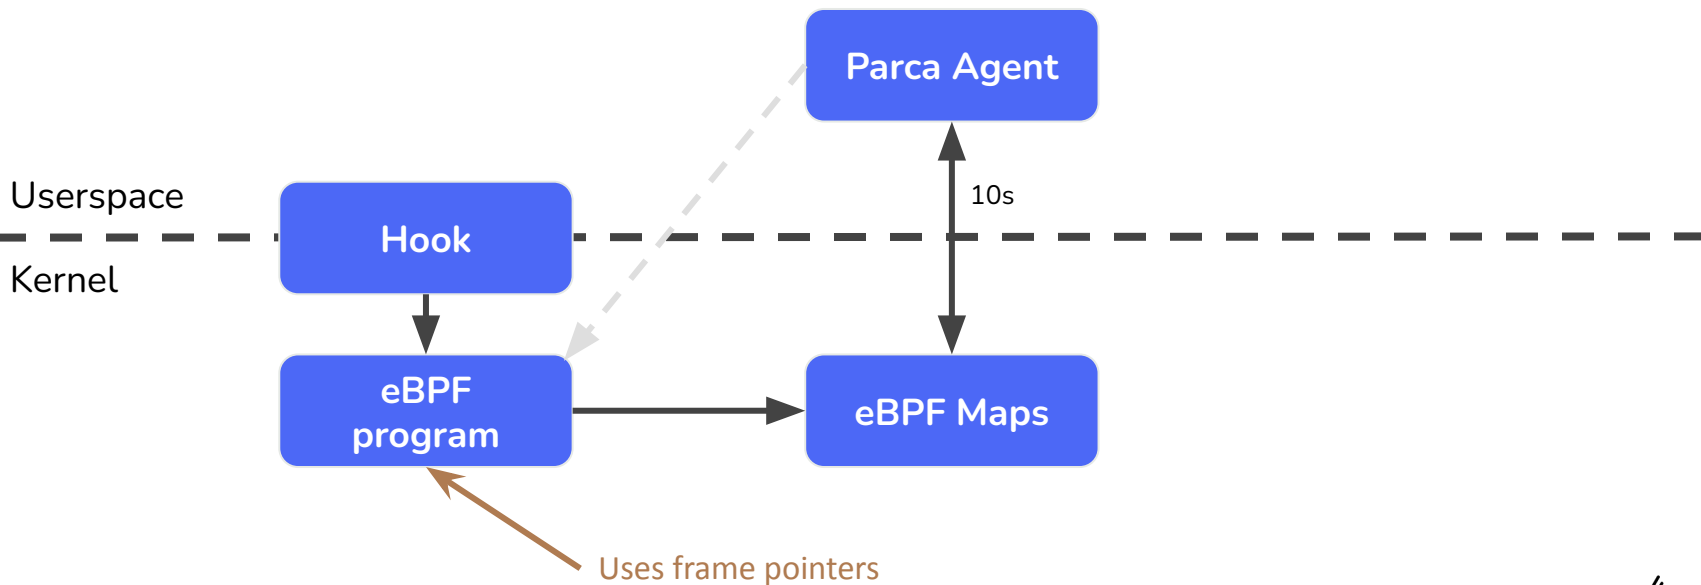 Parca Agent
Userspace
10s
Hook
Kernel
eBPF
program
eBPF Maps
Uses frame pointers